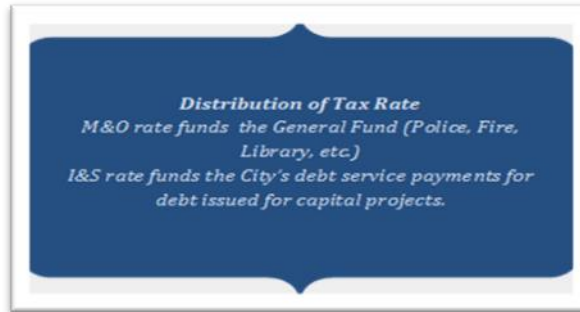 Distribution of Tax Rate
M&O rate funds the General Fund (Police, Fire,
Library, etc.)
I&S rate funds the City's debt service payments for
debt issued for capital projects.